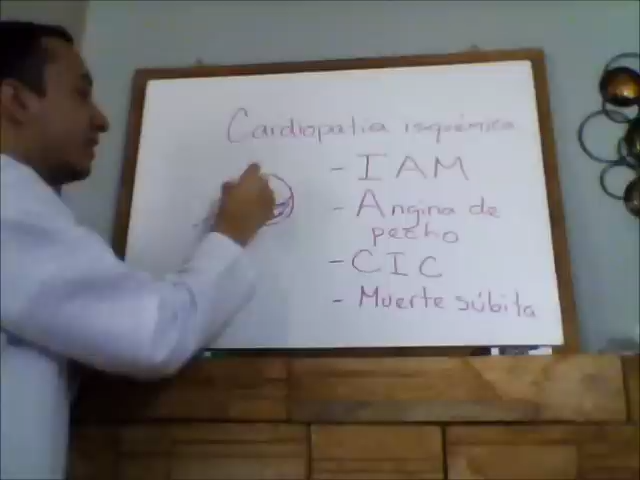 Cardiopatía isquémica
- IAM
- Angina de
pecho
- CIC
- Muerte súbita